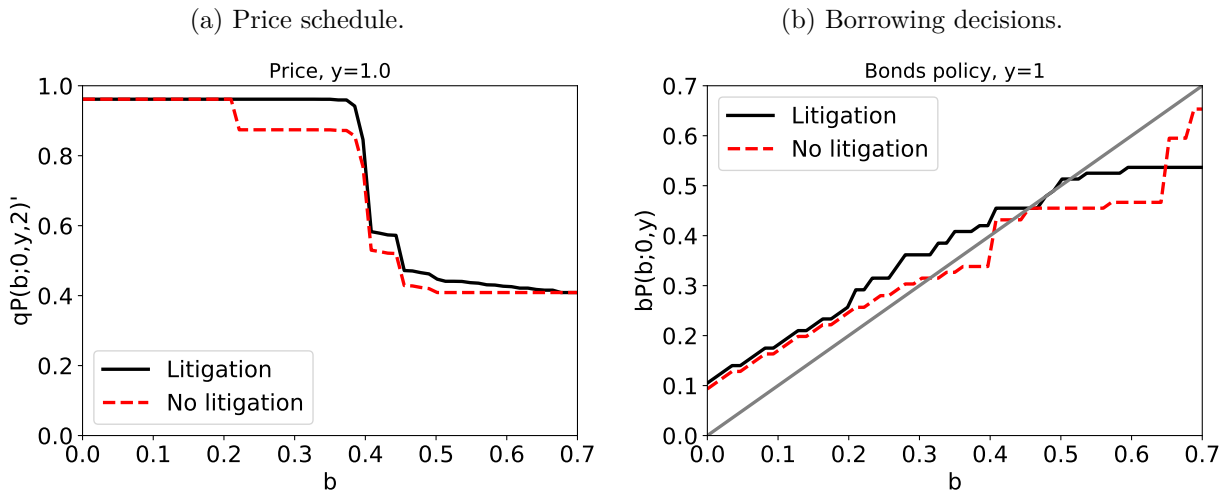 (a) Price schedule.
Price, y=1.0
qP(b;0,y,2))'
1.0
0.8
0.6
0.4
0.2
0.0
Litigation
No litigation
0.0 0.1 0.2 0.3 0.4 0.5 0.6 0.7
b
(b) Borrowing decisions.
Bonds policy, y=1
bP(b;0,y)
0.7
0.6
0.5
0.4
0.3
0.2
0.1
0.0
Litigation
No litigation
0.0 0.1 0.2 0.3 0.4 0.5 0.6 0.7
b